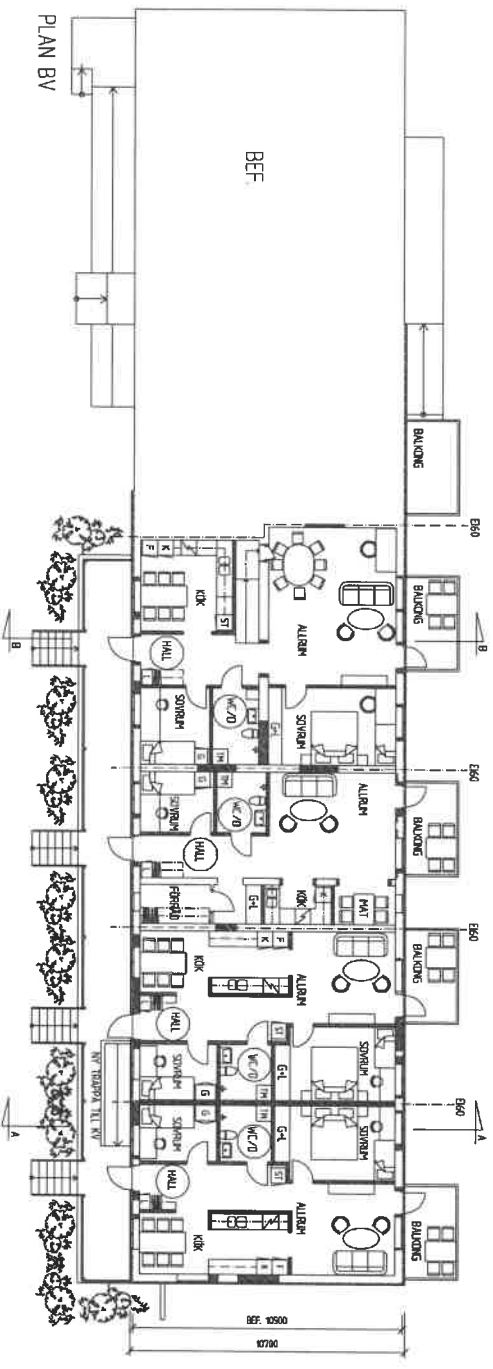 PLAN BV
BEF.
BALKONG
EI60
BALKONG
B
B
F
K
ST
KÖK
ALLRUM
HALL
SOVRUM
WC/D
G+L
SOVRUM
G
TM
EI60
G
TM
SOVRUM
WC/D
ALLRUM
BALKONG
HALL
FÖRRÅD
G+L
KÖK
MAT
EI60
K
F
KÖK
ALLRUM
BALKONG
HALL
ST
SOVRUM
WC/D
G+L
SOVRUM
G
TM
EI60
NY TRAPPA TILL KV
A
A
G
TM
SOVRUM
WC/D
G+L
SOVRUM
HALL
ST
ALLRUM
KÖK
BALKONG
BEF. 10500
10700